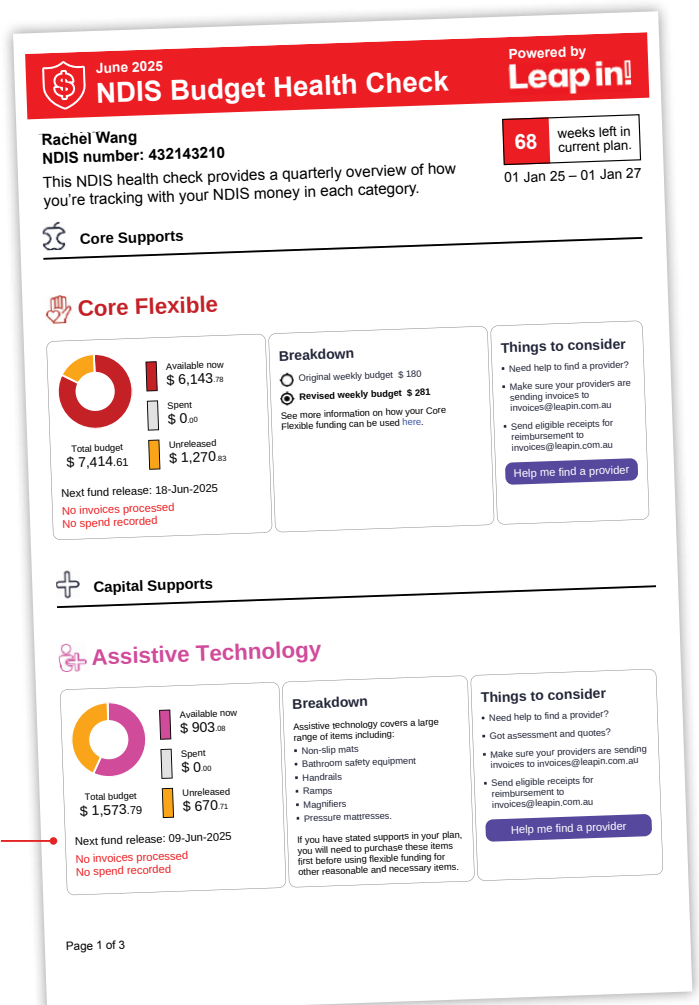 June 2025
NDIS Budget Health Check
Powered by
Leap in!
Rachel Wang
NDIS number: 432143210
68
weeks left in
current plan.
01 Jan 25 – 01 Jan 27
This NDIS health check provides a quarterly overview of how
you're tracking with your NDIS money in each category.
Core Supports
Core Flexible
Available now
$ 6,143.78
Spent
$ 0.00
Total budget
$ 7,414.61
Unreleased
$ 1,270.83
Next fund release: 18-Jun-2025
No invoices processed
No spend recorded
Breakdown
Original weekly budget $ 180
Revised weekly budget $ 281
See more information on how your Core
Flexible funding can be used here.
Things to consider
• Need help to find a provider?
• Make sure your providers are
sending invoices to
invoices@leapin.com.au
• Send eligible receipts for
reimbursement to
invoices@leapin.com.au
Help me find a provider
Capital Supports
Assistive Technology
Available now
$ 903.08
Spent
$ 0.00
Total budget
$ 1,573.79
Unreleased
$ 670.71
Next fund release: 09-Jun-2025
No invoices processed
No spend recorded
Breakdown
Assistive technology covers a large
range of items including:
• Non-slip mats
• Bathroom safety equipment
• Handrails
• Ramps
• Magnifiers
• Pressure mattresses.
If you have stated supports in your plan,
you will need to purchase these items
first before using flexible funding for
other reasonable and necessary items.
Things to consider
• Need help to find a provider?
• Got assessment and quotes?
• Make sure your providers are sending
invoices to invoices@leapin.com.au
• Send eligible receipts for
reimbursement to
invoices@leapin.com.au
Help me find a provider
Page 1 of 3